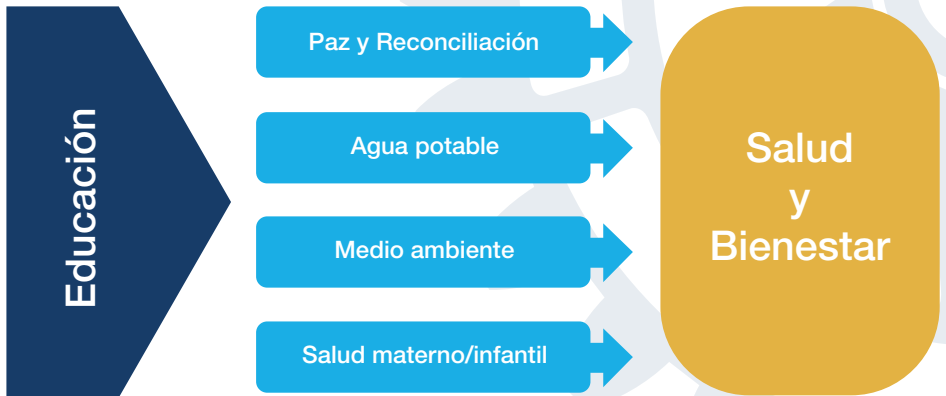 Educación
Paz y Reconciliación
Agua potable
Medio ambiente
Salud materno/infantil
Salud
y
Bienestar